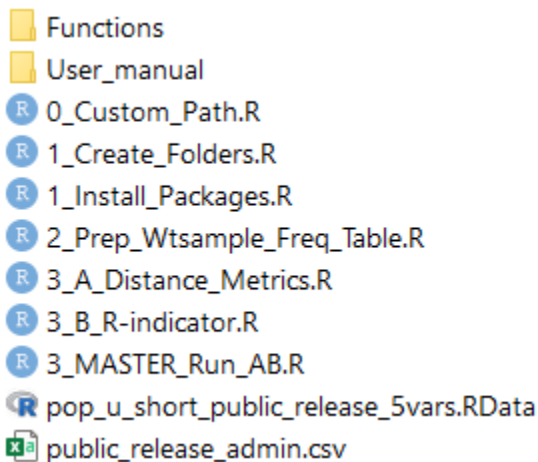 Functions
User_manual
0_Custom_Path.R
1_Create_Folders.R
1_Install_Packages.R
2_Prep_Wtsample_Freq_Table.R
3_A_Distance_Metrics.R
3_B_R-indicator.R
3_MASTER_Run_AB.R
pop_u_short_public_release_5vars.RData
public_release_admin.csv